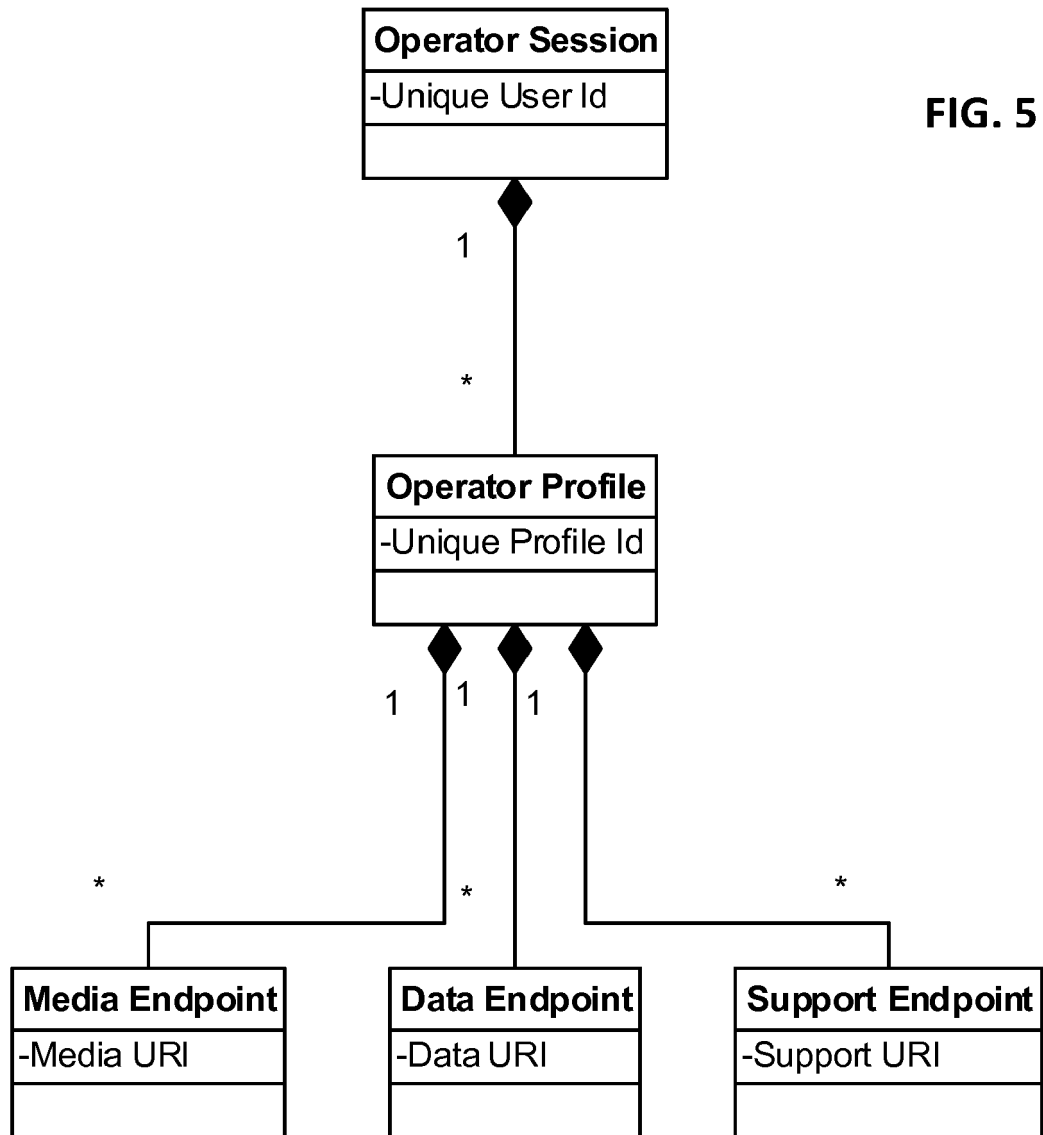 Operator Session
-Unique User Id
FIG. 5
1
*
Operator Profile
-Unique Profile Id
1
1
1
*
*
*
Media Endpoint
-Media URI
Data Endpoint
-Data URI
Support Endpoint
-Support URI